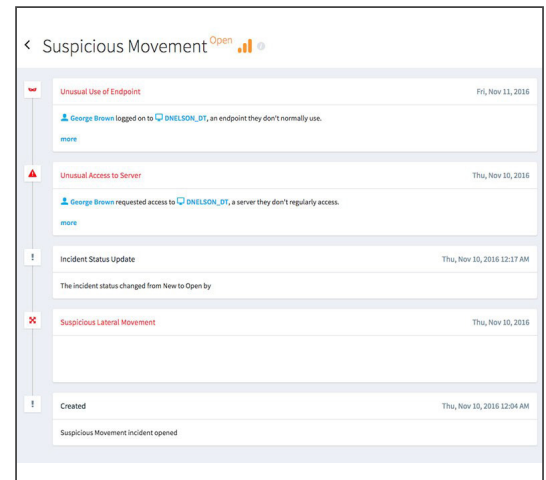 Suspicious Movement Open
Unusual Use of Endpoint Fri, Nov 11, 2016
George Brown logged on to DNELSON_DT, an endpoint they don't normally use.
more
Unusual Access to Server Thu, Nov 10, 2016
George Brown requested access to DNELSON_DT, a server they don't regularly access.
more
Incident Status Update Thu, Nov 10, 2016 12:17 AM
The incident status changed from New to Open by
Suspicious Lateral Movement Thu, Nov 10, 2016
Created Thu, Nov 10, 2016 12:04 AM
Suspicious Movement incident opened